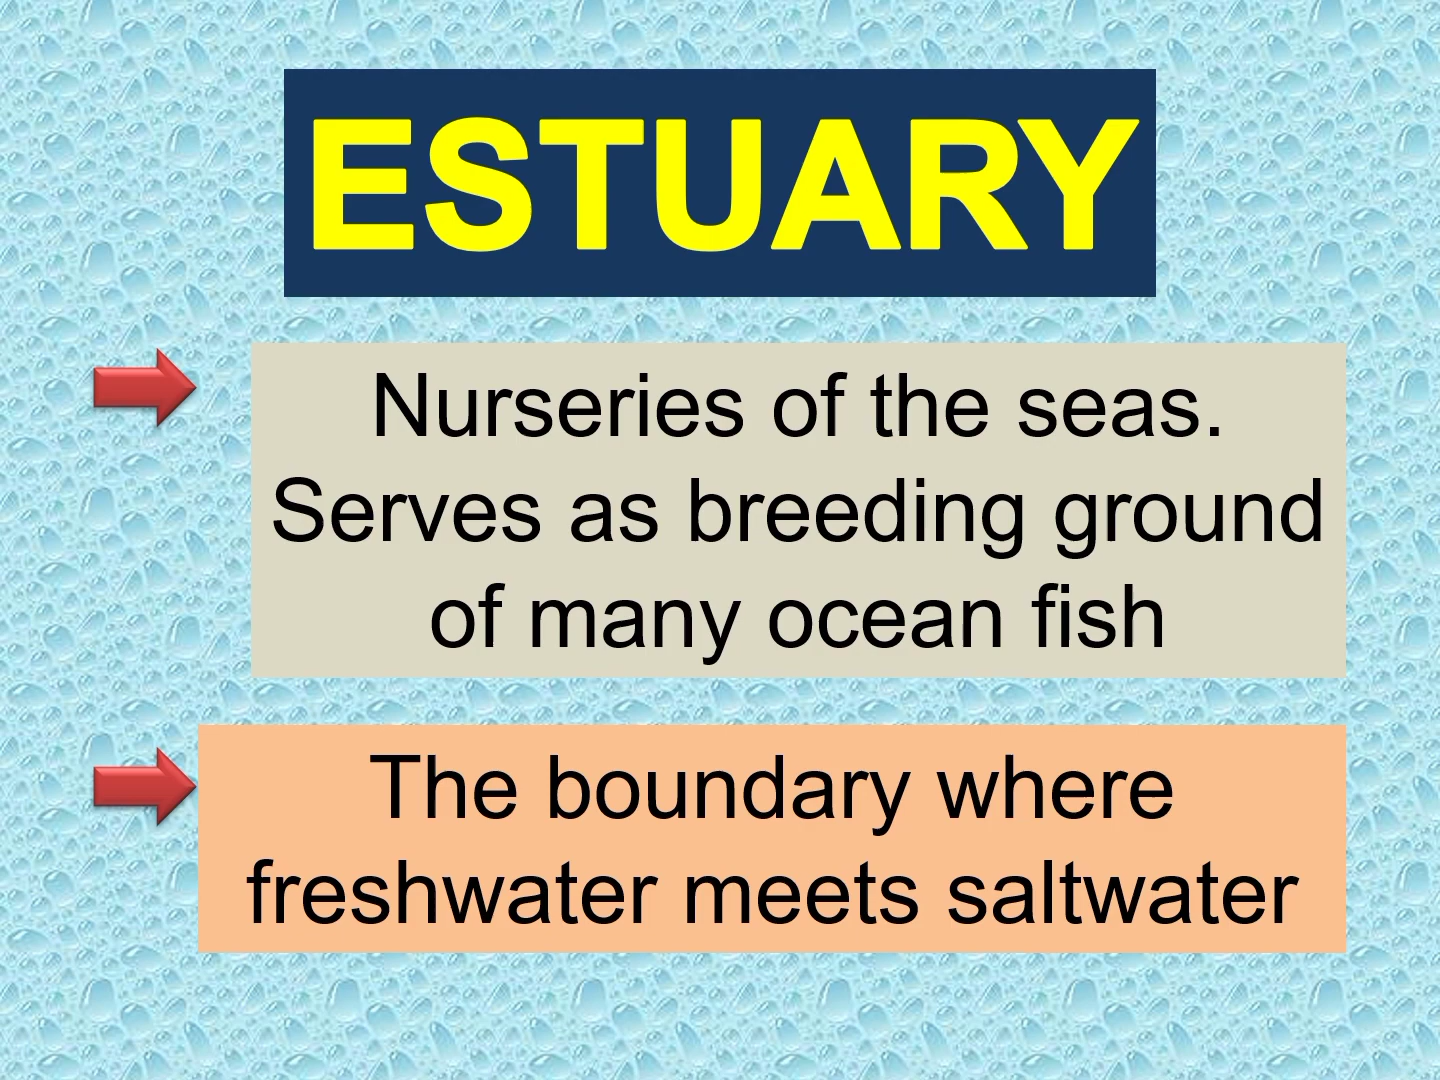 ESTUARY
Nurseries of the seas.
Serves as breeding ground
of many ocean fish
The boundary where
freshwater meets saltwater